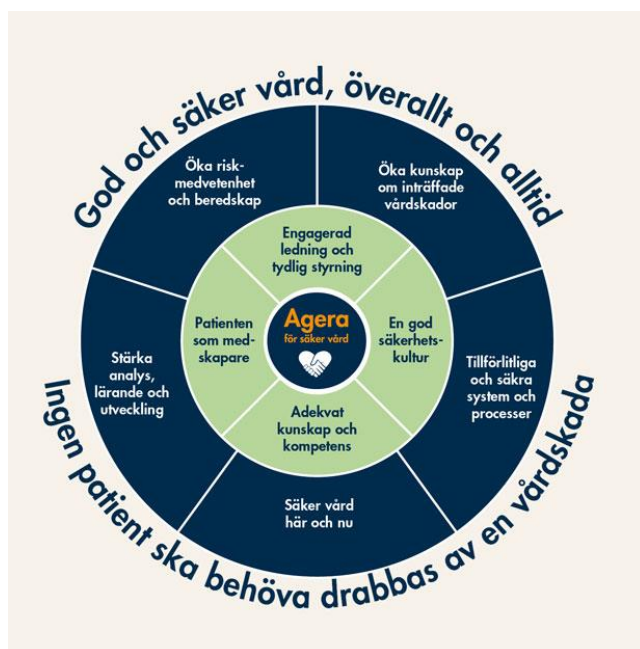 God och säker vård, överallt och alltid
Öka risk-
medvetenhet
och beredskap
Öka kunskap
om inträffade
vårdskador
Engagerad
ledning och
tydlig styrning
Patienten
som med-
skapare
Agera
för säker vård
En god
säkerhets-
kultur
Stärka
analys,
lärande och
utveckling
Tillförlitliga
och säkra
system och
processer
Adekvat
kunskap och
kompetens
Säker vård
här och nu
Ingen patient ska behöva drabbas av en vårdskada